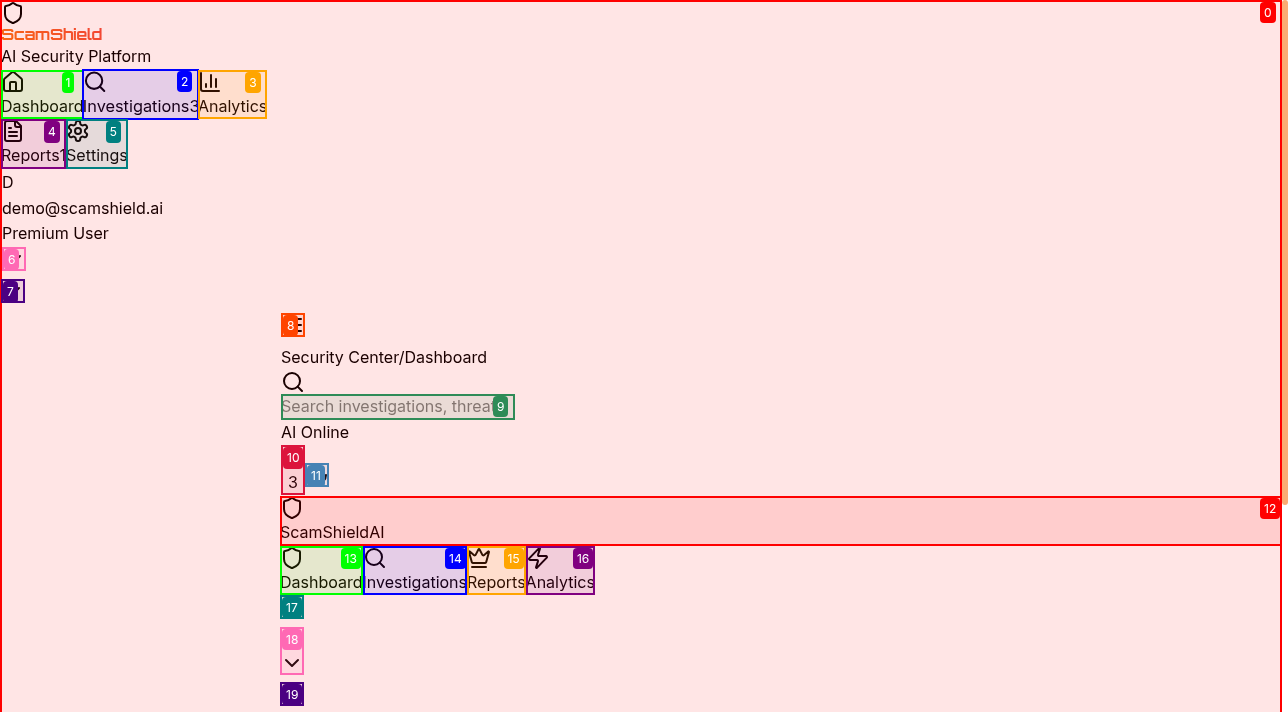 0
ScamShield
AI Security Platform
1 2 3
Dashboard Investigations3 Analytics
4 5
Reports1 Settings
D
demo@scamshield.ai
Premium User
6
7
8
Security Center/Dashboard
Search investigations, threat 9
AI Online
10
11
3
12
ScamShieldAI
13 14 15 16
Dashboard Investigations Reports Analytics
17
18
19